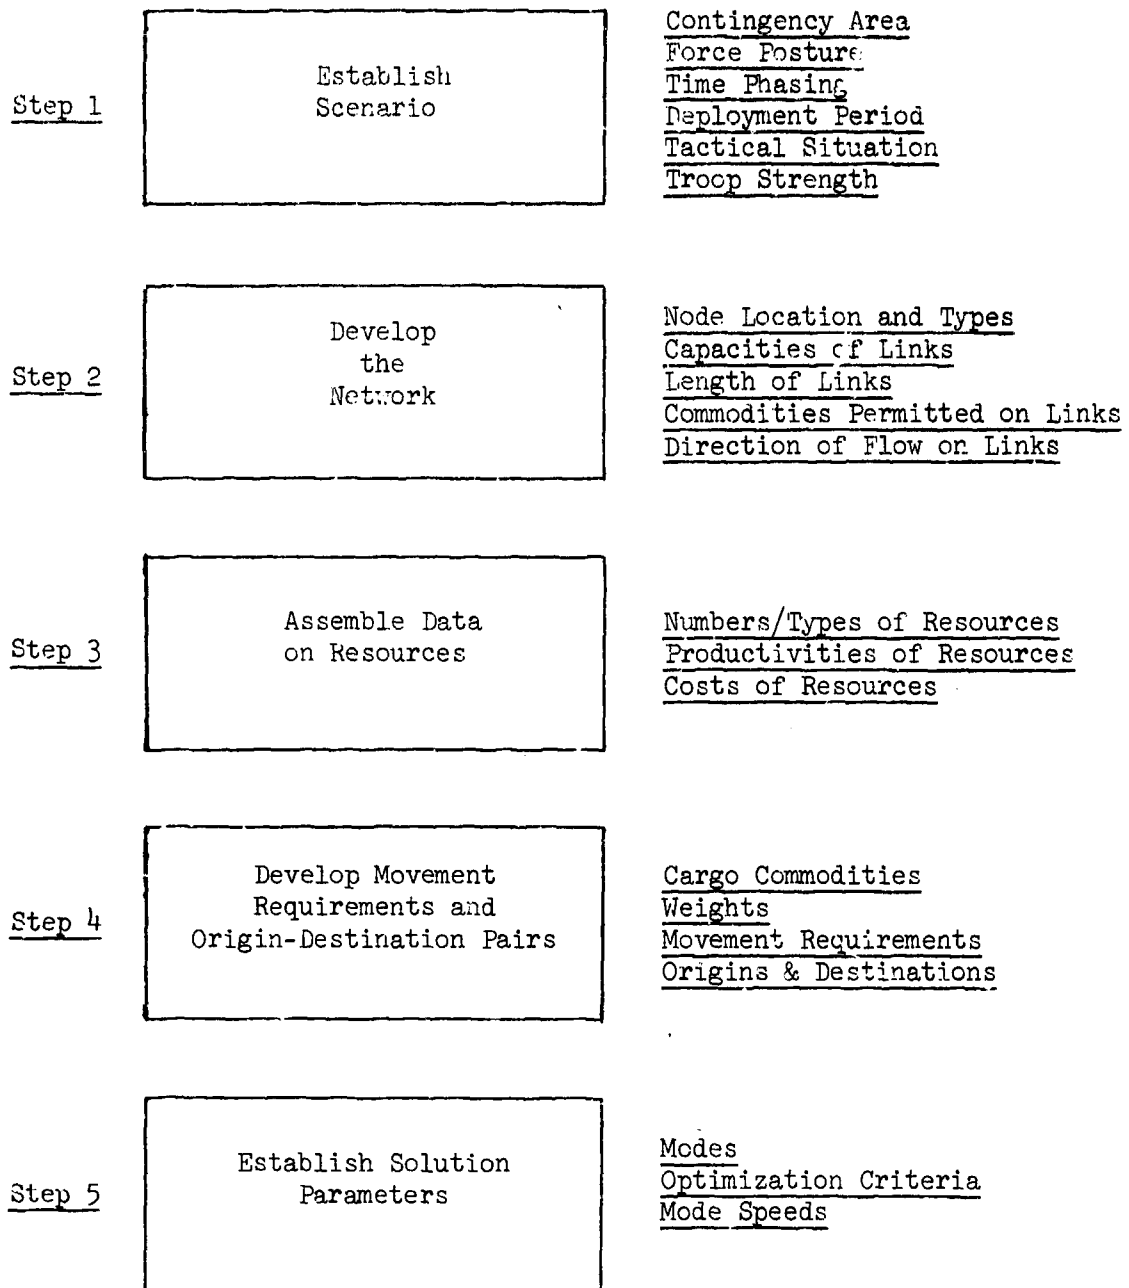 Step 1
Establish
Scenario
Contingency Area
Force Posture
Time Phasing
Deployment Period
Tactical Situation
Troop Strength
Step 2
Develop
the
Network
Node Location and Types
Capacities of Links
Length of Links
Commodities Permitted on Links
Direction of Flow on Links
Step 3
Assemble Data
on Resources
Numbers/Types of Resources
Productivities of Resources
Costs of Resources
Step 4
Develop Movement
Requirements and
Origin-Destination Pairs
Cargo Commodities
Weights
Movement Requirements
Origins & Destinations
Step 5
Establish Solution
Parameters
Modes
Optimization Criteria
Mode Speeds